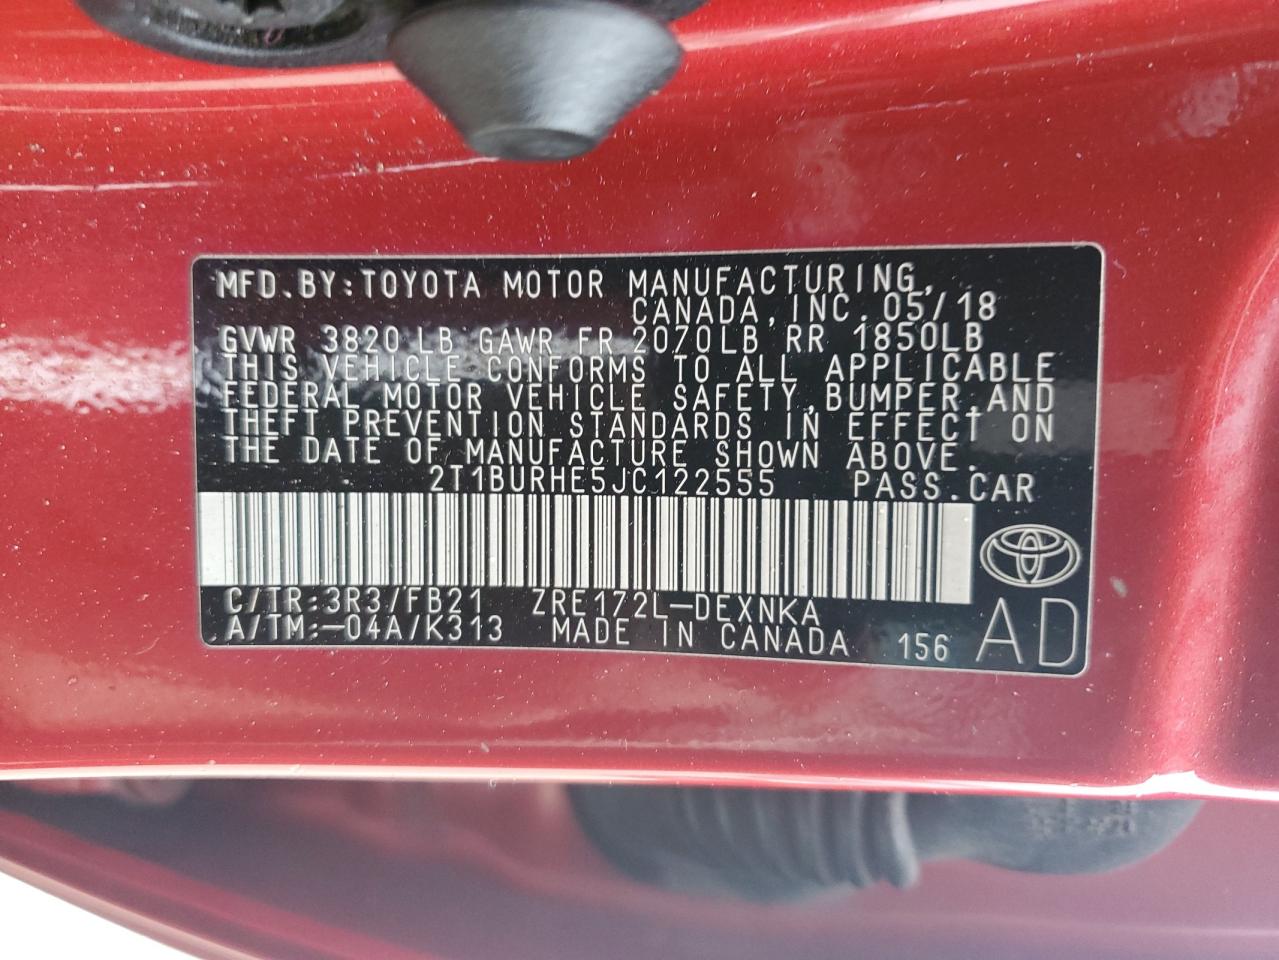 MFD.BY:TOYOTA MOTOR MANUFACTURING,
CANADA,INC.05/18
GVWR 3820 LB GAWR FR 2070LB RR 1850LB
THIS VEHICLE CONFORMS TO ALL APPLICABLE
FEDERAL MOTOR VEHICLE SAFETY,BUMPER,AND
THEFT PREVENTION STANDARDS IN EFFECT ON
THE DATE OF MANUFACTURE SHOWN ABOVE.
2T1BURHE5JC122555 PASS.CAR
C/TR:3R3/FB21 ZRE172L-DEXNKA
A/TM:-04A/K313 MADE IN CANADA 156 AD